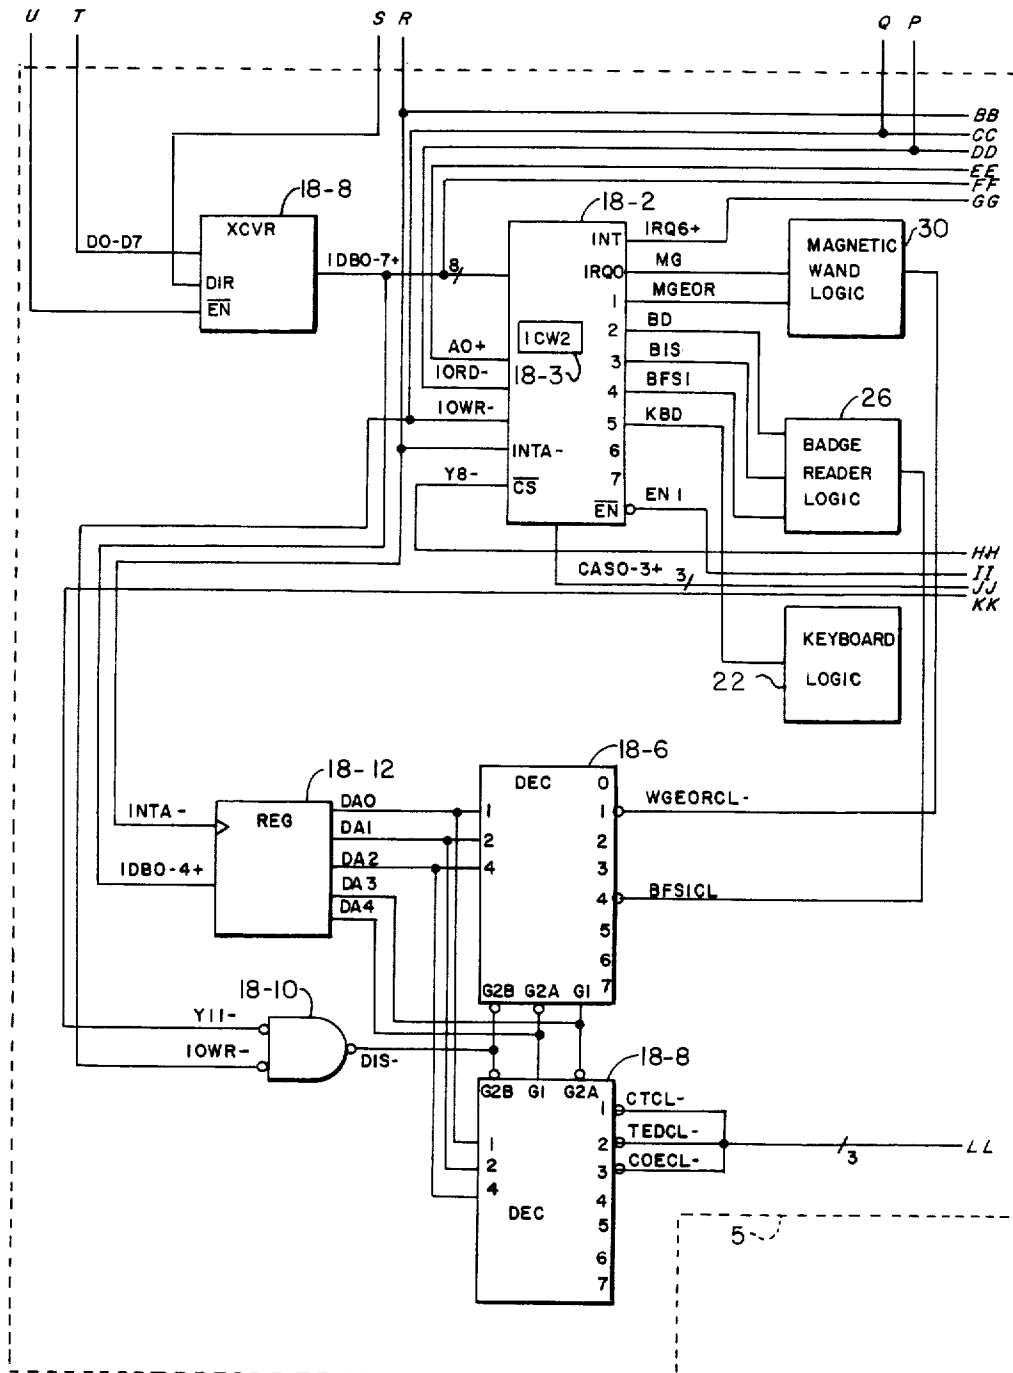 U T S R Q P
BB
CC
DD
EE
FF
GG
18-8
XCVR
DO-D7
DIR
EN
IDBO-7+
8
18-2
INT
IRQ6+
IRQ0
MG
1
MGEOR
2
BD
3
BIS
4
BFSI
5
KBD
6
7
EN
EN 1
ICW2
18-3
AO+
IORD-
IOWR-
INTA-
Y8-
CS
30
MAGNETIC
WAND
LOGIC
26
BADGE
READER
LOGIC
HH
II
JJ
KK
CASO-3+
3
KEYBOARD
LOGIC
22
18-12
REG
INTA-
IDBO-4+
DA0
DA1
DA2
DA3
DA4
18-6
DEC
1
2
4
0
1
2
3
4
5
6
7
G2B G2A G1
WGEORCL-
BFSICL
18-10
Y11-
IOWR-
DIS-
18-8
G2B G1 G2A
1
2
4
DEC
1
2
3
4
5
6
7
CTCL-
TEDCL-
COECL-
3
LL
5